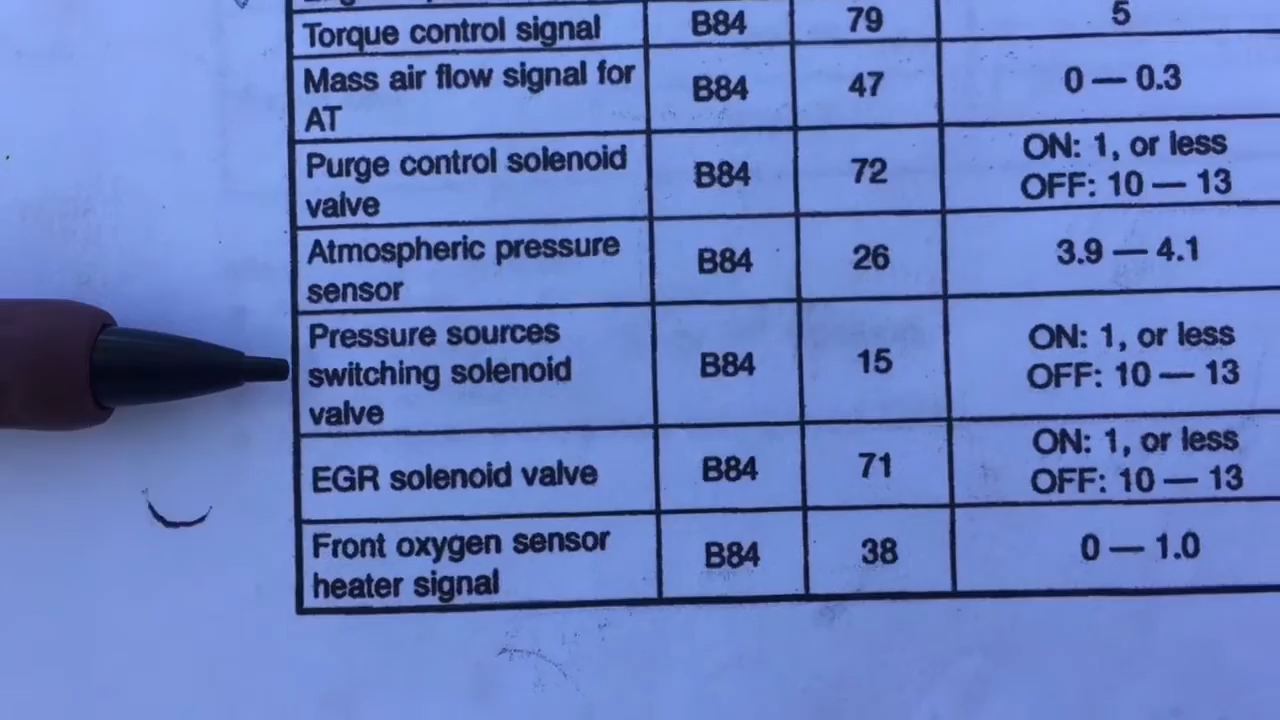 Torque control signal B84 79 5
Mass air flow signal for
AT B84 47 0 — 0.3
Purge control solenoid
valve B84 72 ON: 1, or less
OFF: 10 — 13
Atmospheric pressure
sensor B84 26 3.9 — 4.1
Pressure sources
switching solenoid
valve B84 15 ON: 1, or less
OFF: 10 — 13
EGR solenoid valve B84 71 ON: 1, or less
OFF: 10 — 13
Front oxygen sensor
heater signal B84 38 0 — 1.0